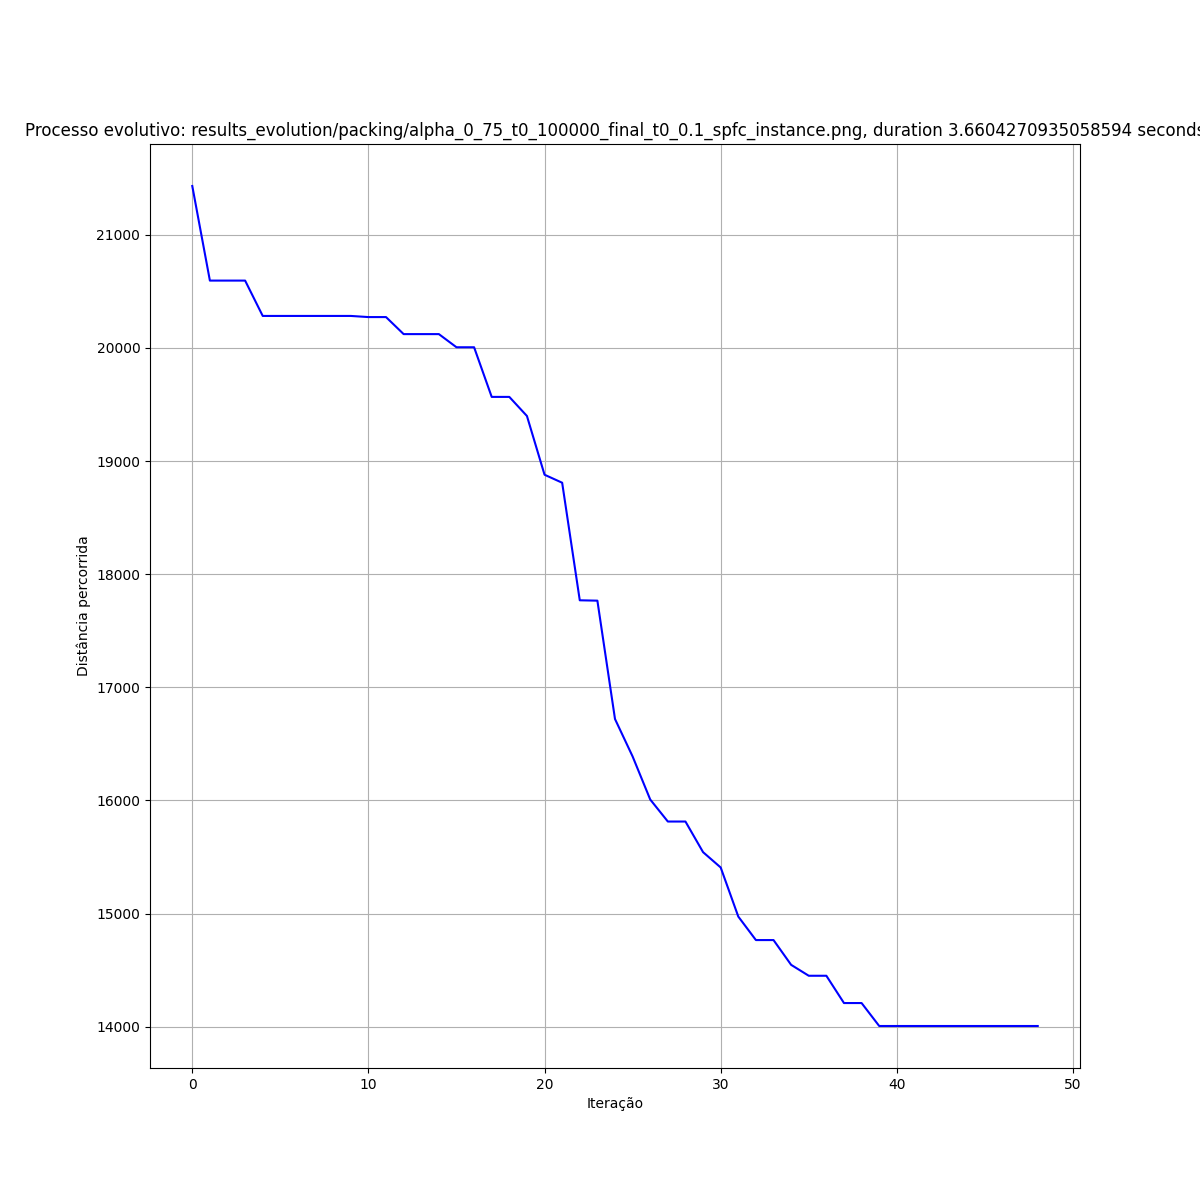 Processo evolutivo: results_evolution/packing/alpha_0_75_t0_100000_final_t0_0.1_spfc_instance.png, duration 3.6604270935058594 seconds
21000
20000
19000
18000
17000
16000
15000
14000
Distância percorrida
0 10 20 30 40 50
Iteração